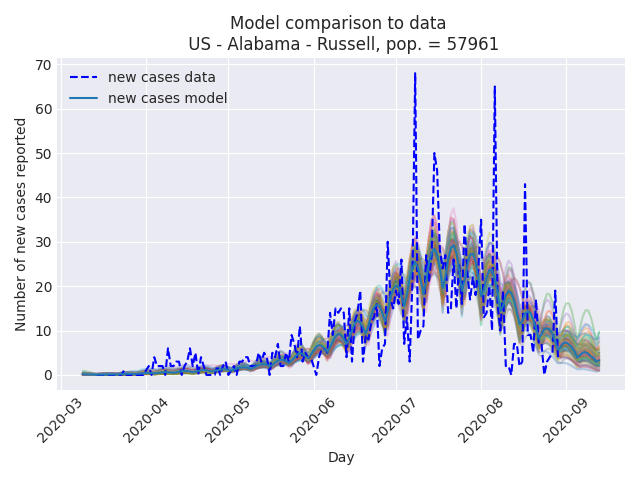 Model comparison to data
US - Alabama - Russell, pop. = 57961
new cases data
new cases model
Number of new cases reported
70
60
50
40
30
20
10
0
2020-03
2020-04
2020-05
2020-06
2020-07
2020-08
2020-09
Day